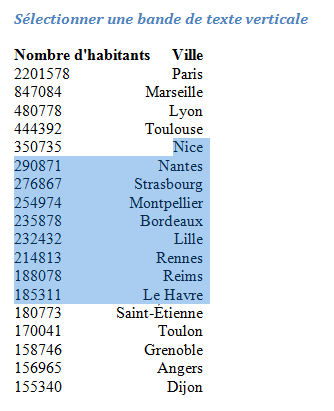 Sélectionner une bande de texte verticale
Nombre d'habitants Ville
2201578 Paris
847084 Marseille
480778 Lyon
444392 Toulouse
350735 Nice
290871 Nantes
276867 Strasbourg
254974 Montpellier
235878 Bordeaux
232432 Lille
214813 Rennes
188078 Reims
185311 Le Havre
180773 Saint-Étienne
170041 Toulon
158746 Grenoble
156965 Angers
155340 Dijon